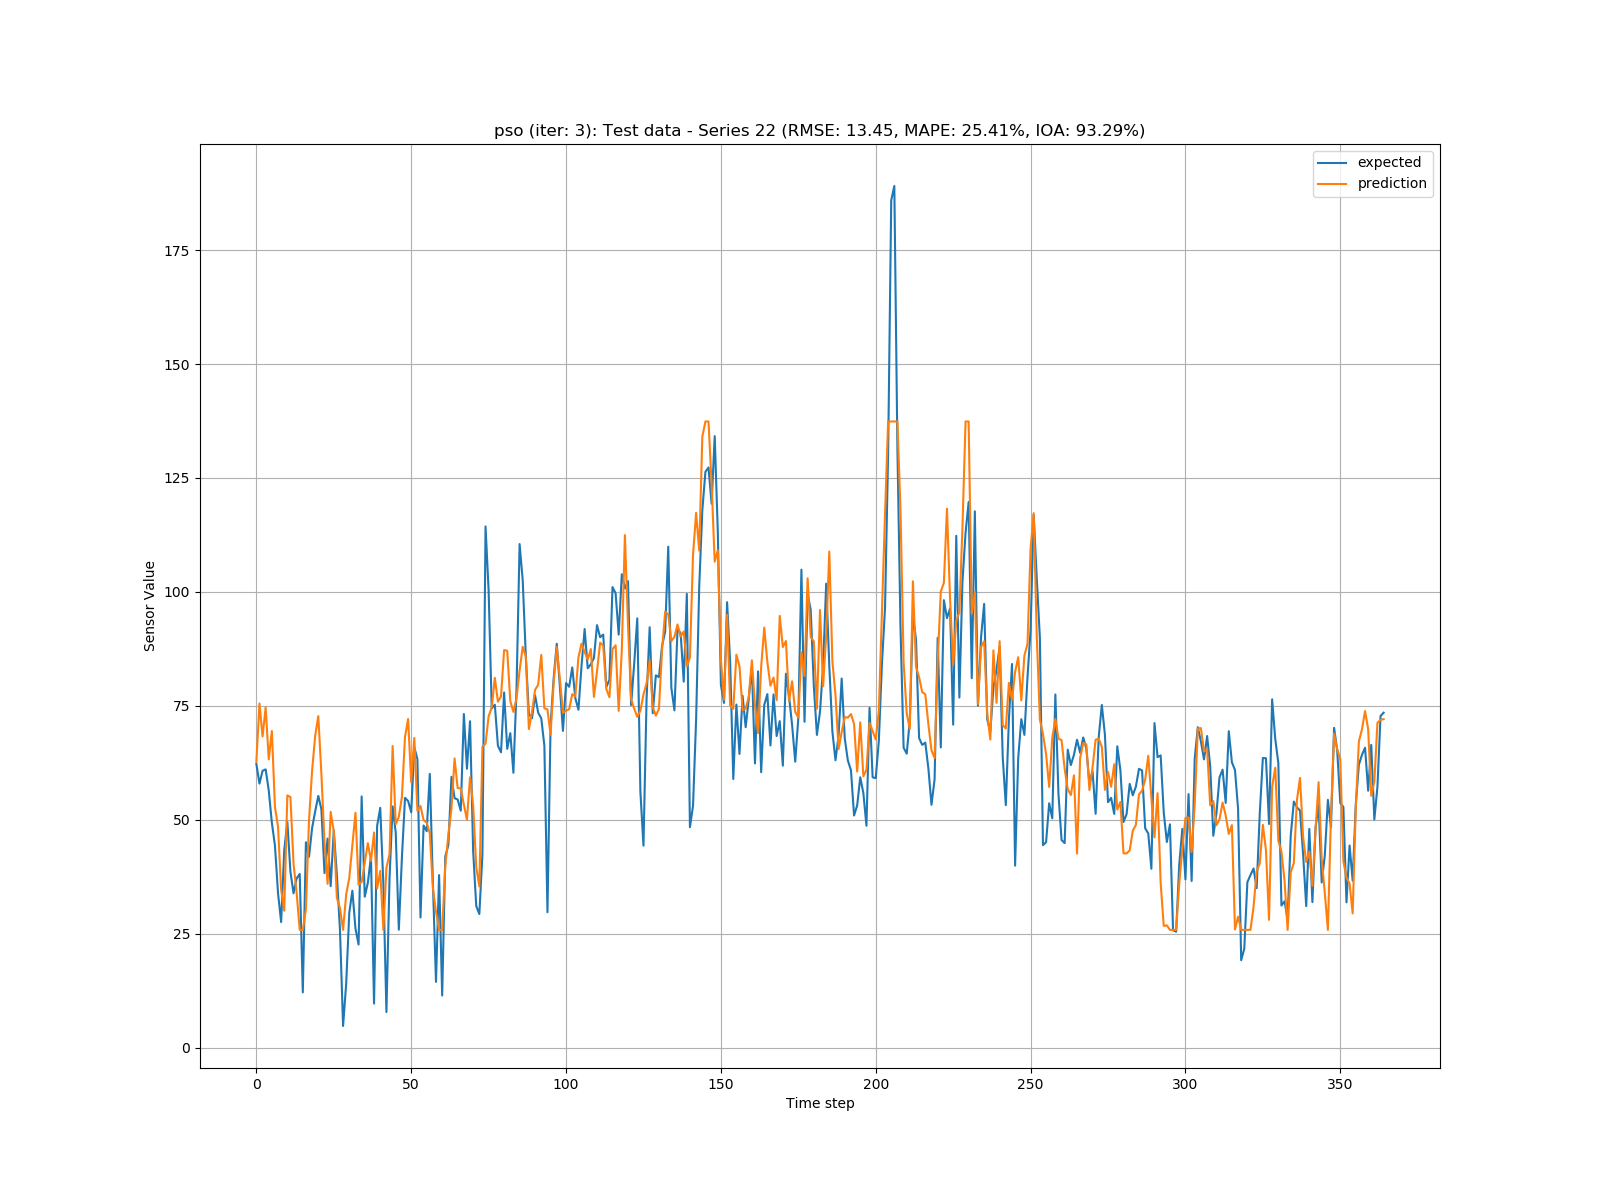 pso (iter: 3): Test data - Series 22 (RMSE: 13.45, MAPE: 25.41%, IOA: 93.29%)
expected
prediction
Sensor Value
175
150
125
100
75
50
25
0
0 50 100 150 200 250 300 350
Time step